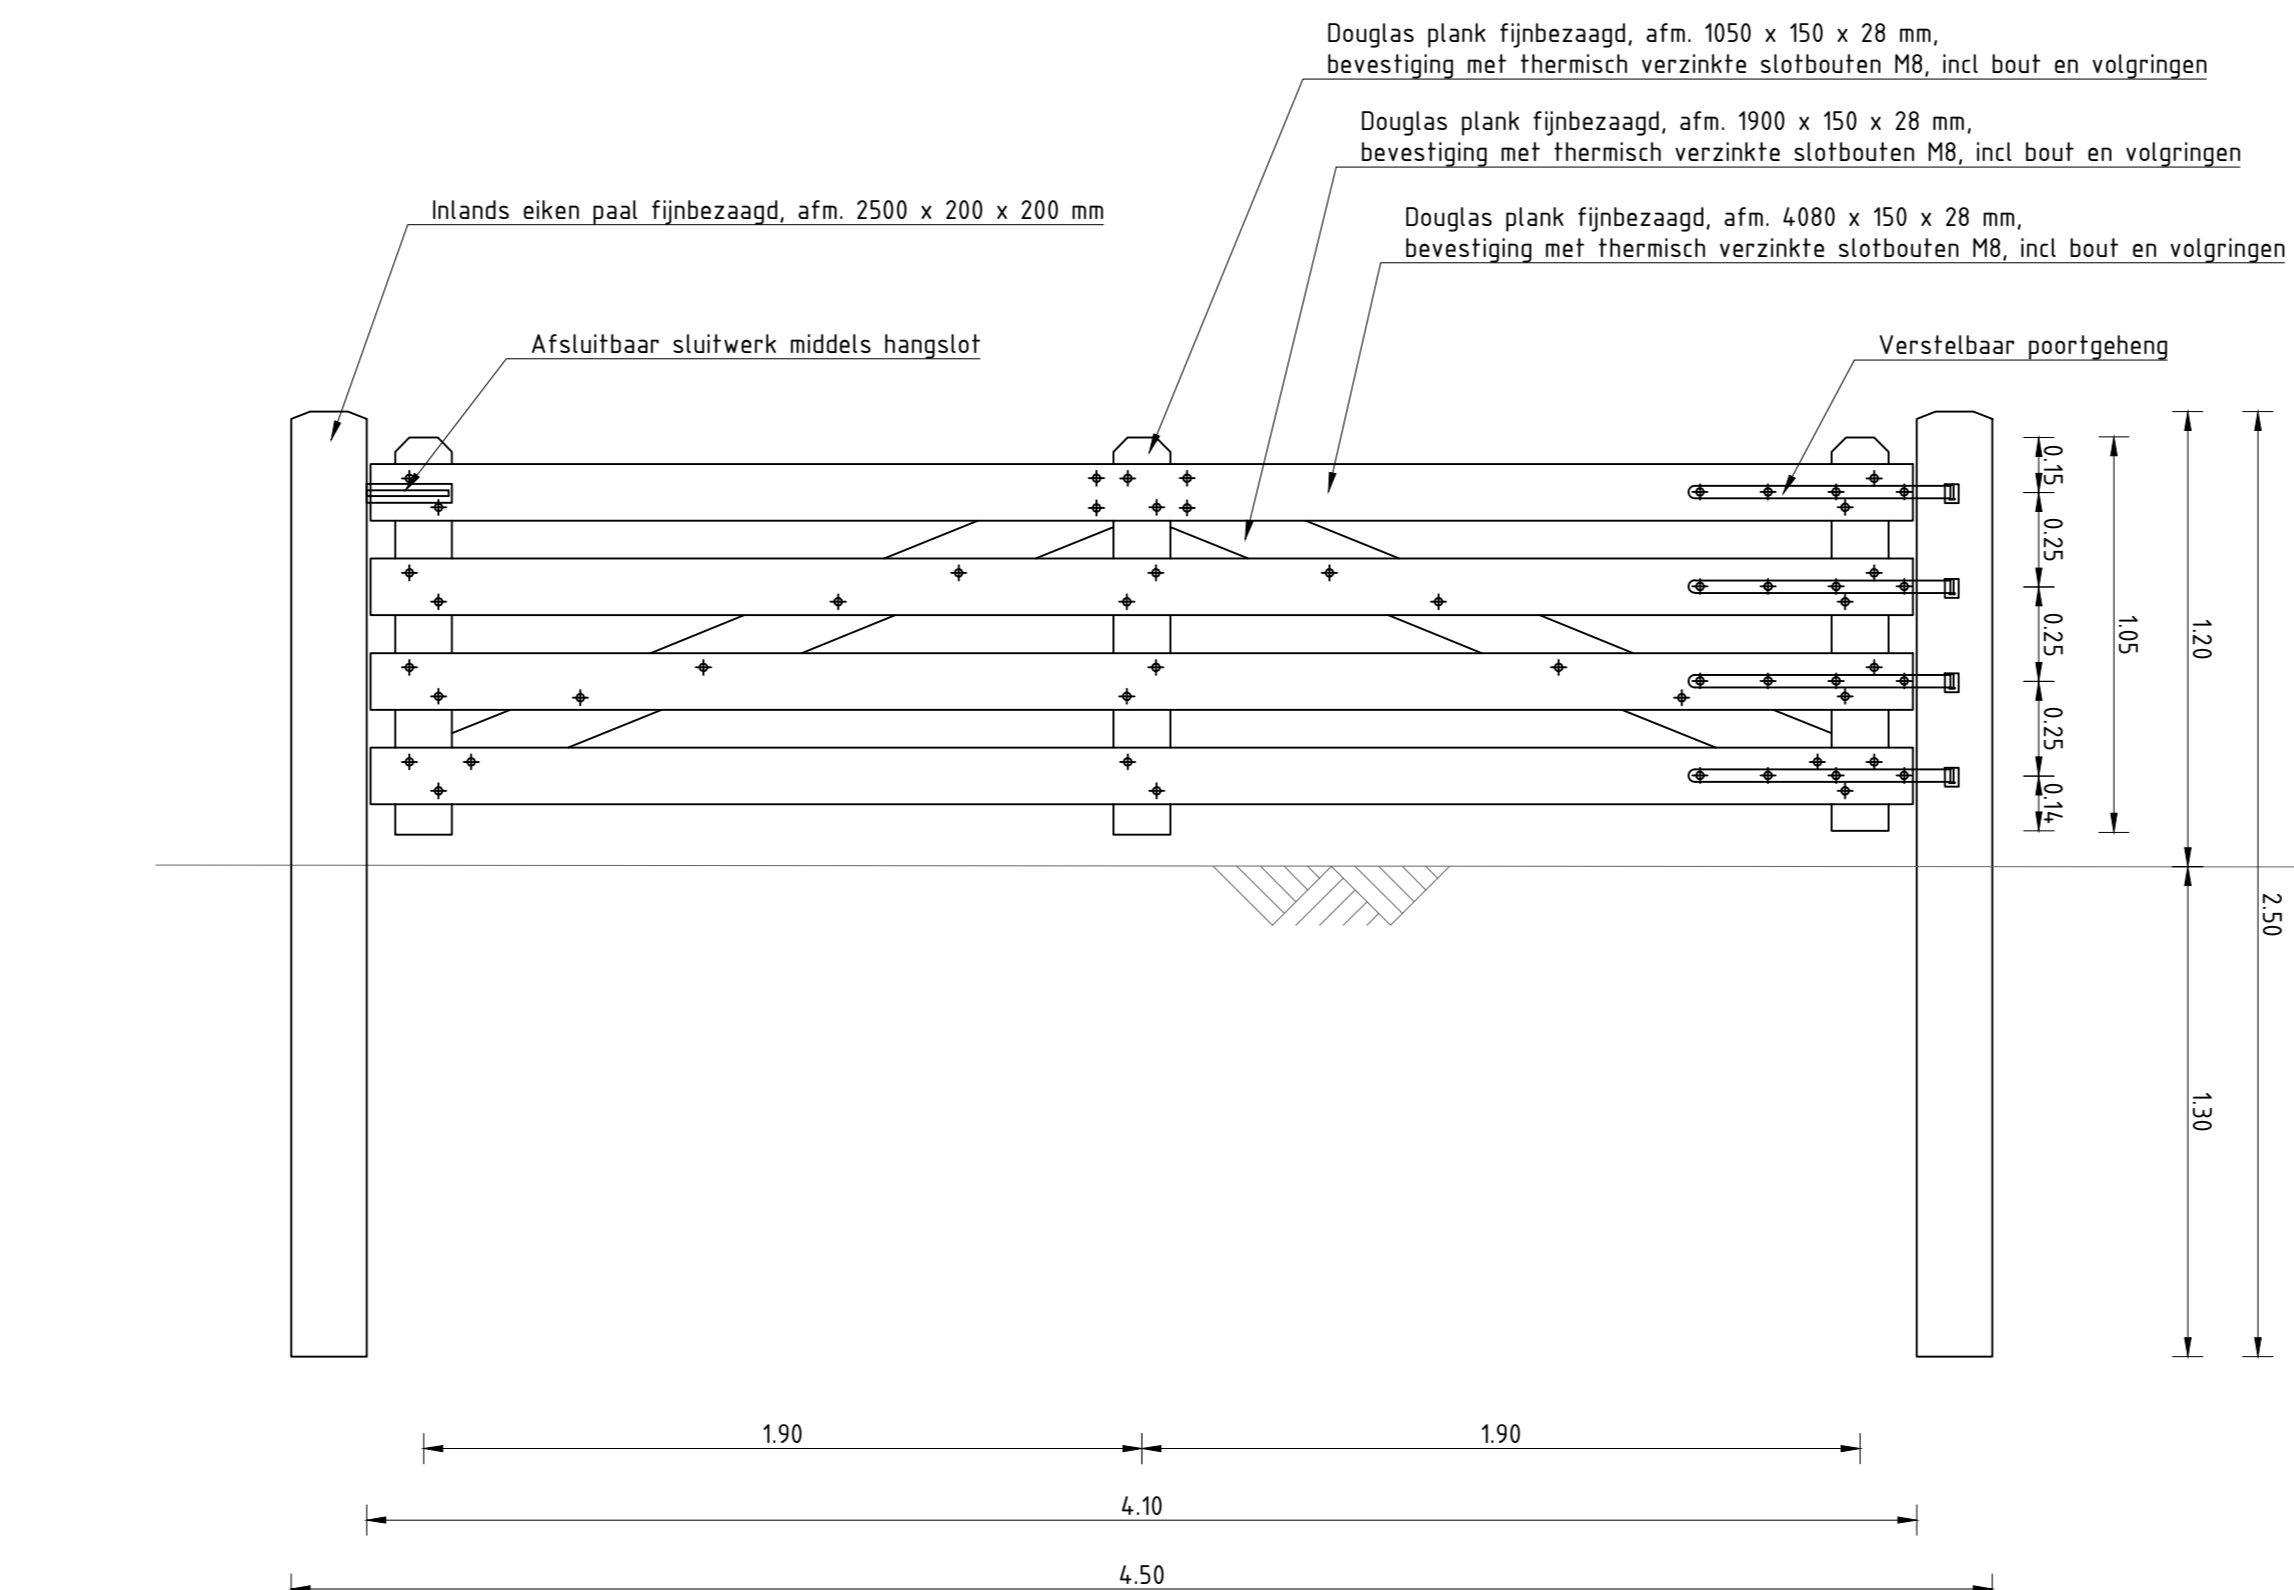 Douglas plank fijnbezaagd, afm. 1050 x 150 x 28 mm,
bevestiging met thermisch verzinkte slotbouten M8, incl bout en volgringen
Douglas plank fijnbezaagd, afm. 1900 x 150 x 28 mm,
bevestiging met thermisch verzinkte slotbouten M8, incl bout en volgringen
Inlands eiken paal fijnbezaagd, afm. 2500 x 200 x 200 mm
Douglas plank fijnbezaagd, afm. 4080 x 150 x 28 mm,
bevestiging met thermisch verzinkte slotbouten M8, incl bout en volgringen
Afsluitbaar sluitwerk middels hangslot
Verstelbaar poortgeheng
0.15
0.25
0.25
0.25
0.14
1.05
1.20
1.30
2.50
1.90
1.90
4.10
4.50